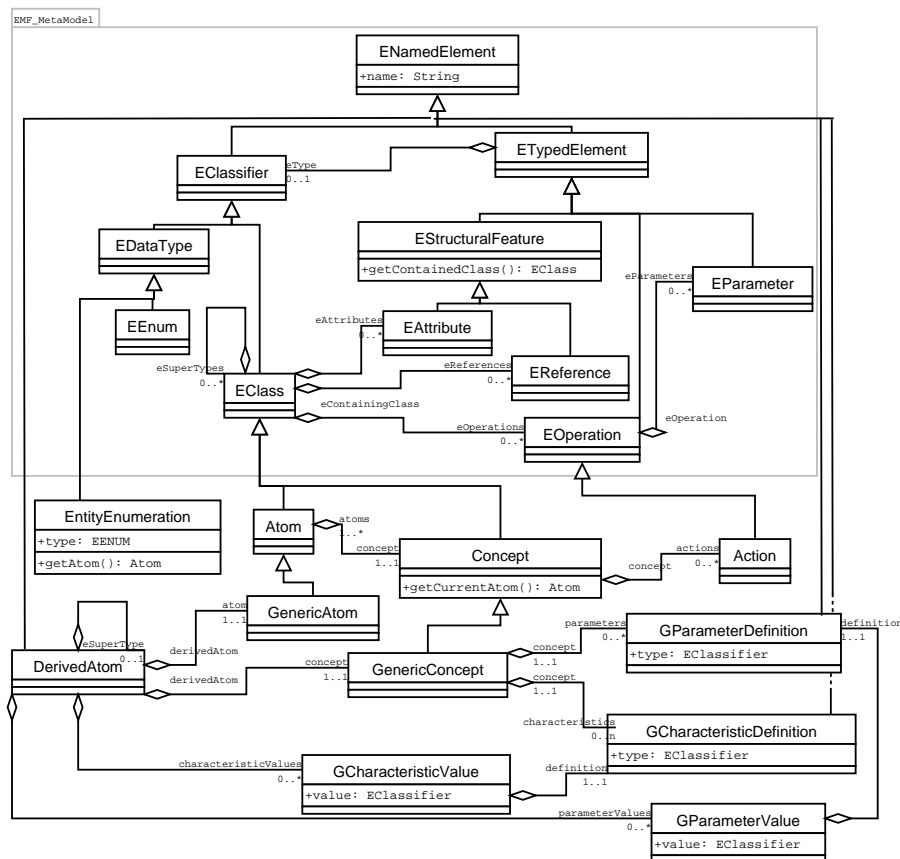 EMF_MetaModel
ENamedElement
+name: String
ETypedElement
EClassifier
eType
0..1
EStructuralFeature
+getContainedClass(): EClass
EDataType
eParameters
0..*
EParameter
EEnum
eAttributes
0..*
EAttribute
eSuperTypes
0..*
EClass
eReferences
0..*
EReference
eContainingClass
eOperations
0..*
EOperation
eOperation
EntityEnumeration
+type: EENUM
+getAtom(): Atom
Atom
atoms
1..*
concept
1..1
Concept
+getCurrentAtom(): Atom
concept
actions
0..*
Action
GenericAtom
atom
1..1
eSuperType
0..1
DerivedAtom
derivedAtom
derivedAtom
concept
1..1
GenericConcept
concept
1..1
concept
1..1
parameters
0..*
GParameterDefinition
+type: EClassifier
definition
1..1
characteristics
0..n
GCharacteristicDefinition
+type: EClassifier
characteristicValues
0..*
GCharacteristicValue
+value: EClassifier
definition
1..1
parameterValues
0..*
GParameterValue
+value: EClassifier